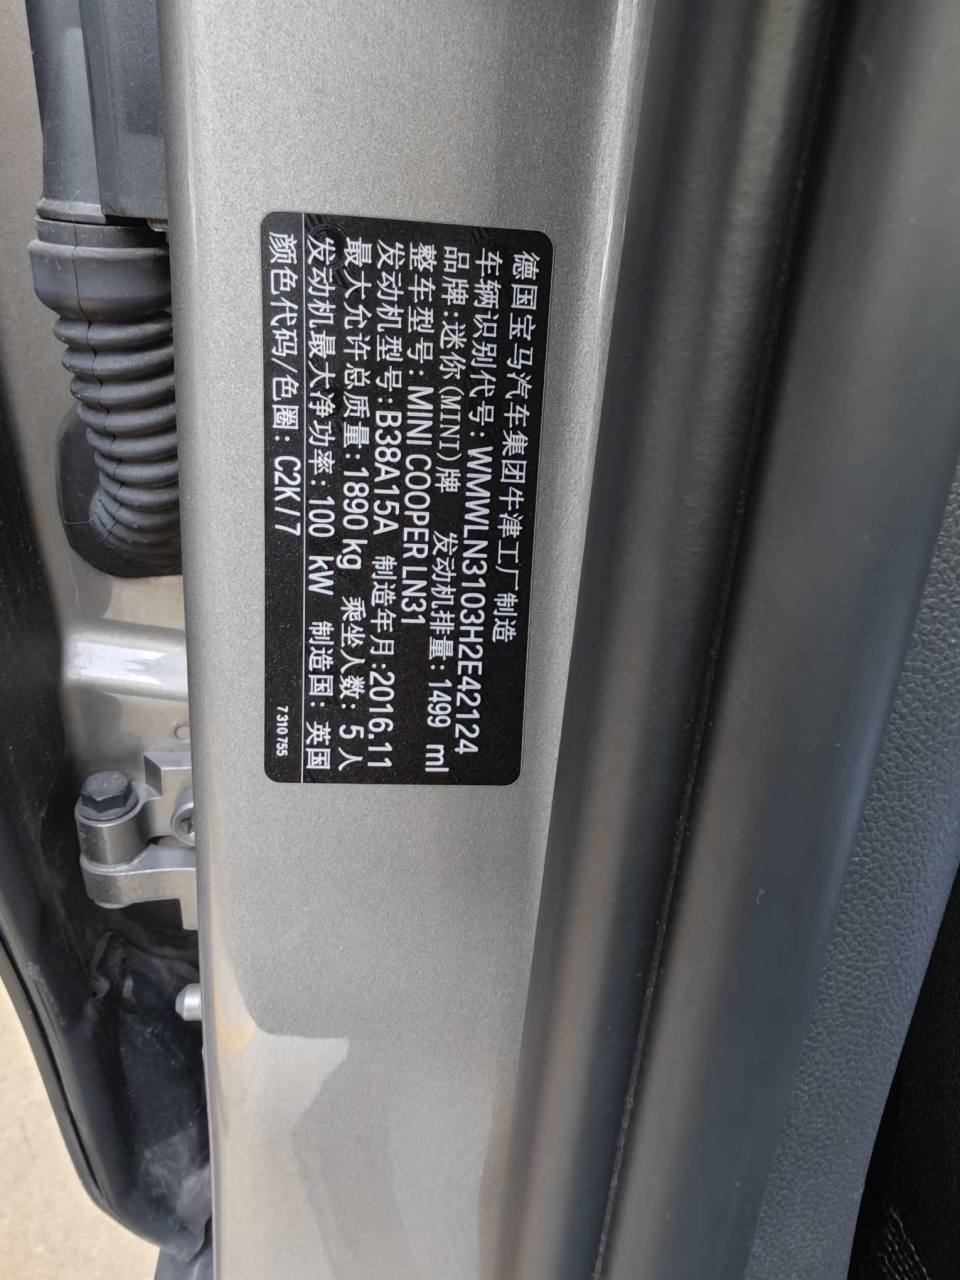 德国宝马汽车集团牛津工厂制造
车辆识别代号: WMWLN3103H2E42124
品牌:迷你(MINI)牌 发动机排量: 1499 ml
整车型号: MINI COOPER LN31
发动机型号: B38A15A 制造年月:2016.11
最大允许总质量: 1890 kg 乘坐人数: 5 人
发动机最大净功率: 100 kW 制造国: 英国
颜色代码/色圈: C2K/7
7310755